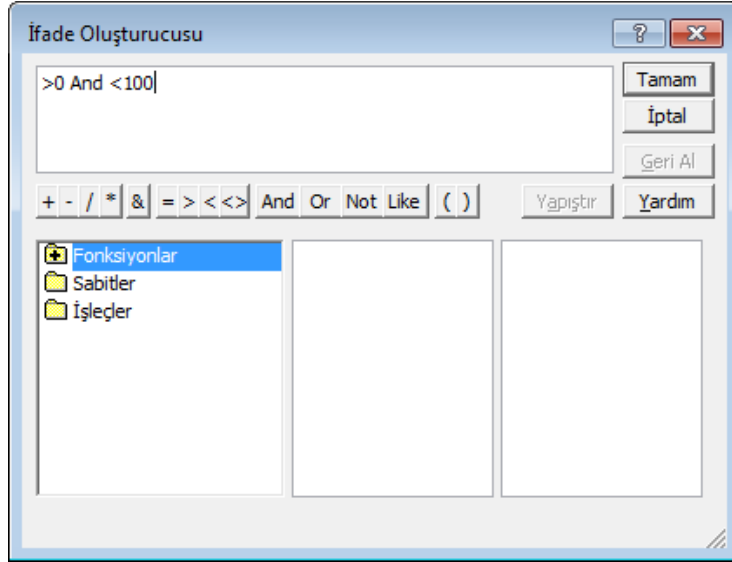 İfade Oluşturucusu
>0 And <100
Tamam
İptal
Geri Al
+ - / * & = > < <> And Or Not Like ( ) Yapıştır Yardım
Fonksiyonlar
Sabitler
İşleçler